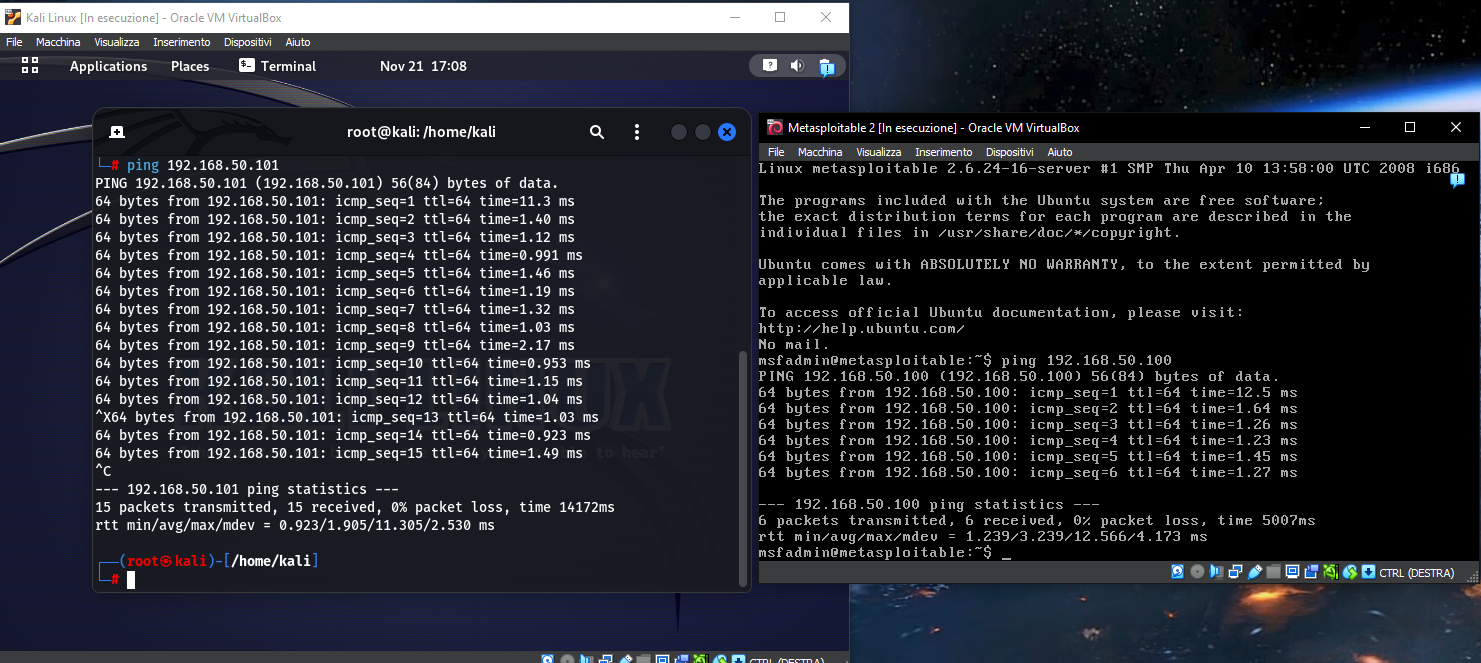 Kali Linux [In esecuzione] - Oracle VM VirtualBox
File Macchina Visualizza Inserimento Dispositivi Aiuto
Applications Places Terminal Nov 21 17:08
root@kali: /home/kali
└─# ping 192.168.50.101
PING 192.168.50.101 (192.168.50.101) 56(84) bytes of data.
64 bytes from 192.168.50.101: icmp_seq=1 ttl=64 time=11.3 ms
64 bytes from 192.168.50.101: icmp_seq=2 ttl=64 time=1.40 ms
64 bytes from 192.168.50.101: icmp_seq=3 ttl=64 time=1.12 ms
64 bytes from 192.168.50.101: icmp_seq=4 ttl=64 time=0.991 ms
64 bytes from 192.168.50.101: icmp_seq=5 ttl=64 time=1.46 ms
64 bytes from 192.168.50.101: icmp_seq=6 ttl=64 time=1.19 ms
64 bytes from 192.168.50.101: icmp_seq=7 ttl=64 time=1.32 ms
64 bytes from 192.168.50.101: icmp_seq=8 ttl=64 time=1.03 ms
64 bytes from 192.168.50.101: icmp_seq=9 ttl=64 time=2.17 ms
64 bytes from 192.168.50.101: icmp_seq=10 ttl=64 time=0.953 ms
64 bytes from 192.168.50.101: icmp_seq=11 ttl=64 time=1.15 ms
64 bytes from 192.168.50.101: icmp_seq=12 ttl=64 time=1.04 ms
^X64 bytes from 192.168.50.101: icmp_seq=13 ttl=64 time=1.03 ms
64 bytes from 192.168.50.101: icmp_seq=14 ttl=64 time=0.923 ms
64 bytes from 192.168.50.101: icmp_seq=15 ttl=64 time=1.49 ms
^C
--- 192.168.50.101 ping statistics ---
15 packets transmitted, 15 received, 0% packet loss, time 14172ms
rtt min/avg/max/mdev = 0.923/1.905/11.305/2.530 ms
┌──(root㉿kali)-[/home/kali]
└─#
CTRL (DESTRA)
Metasploitable 2 [In esecuzione] - Oracle VM VirtualBox
File Macchina Visualizza Inserimento Dispositivi Aiuto
Linux metasploitable 2.6.24-16-server #1 SMP Thu Apr 10 13:58:00 UTC 2008 i686
The programs included with the Ubuntu system are free software;
the exact distribution terms for each program are described in the
individual files in /usr/share/doc/*/copyright.
Ubuntu comes with ABSOLUTELY NO WARRANTY, to the extent permitted by
applicable law.
To access official Ubuntu documentation, please visit:
http://help.ubuntu.com/
No mail.
msfadmin@metasploitable:~$ ping 192.168.50.100
PING 192.168.50.100 (192.168.50.100) 56(84) bytes of data.
64 bytes from 192.168.50.100: icmp_seq=1 ttl=64 time=12.5 ms
64 bytes from 192.168.50.100: icmp_seq=2 ttl=64 time=1.64 ms
64 bytes from 192.168.50.100: icmp_seq=3 ttl=64 time=1.26 ms
64 bytes from 192.168.50.100: icmp_seq=4 ttl=64 time=1.23 ms
64 bytes from 192.168.50.100: icmp_seq=5 ttl=64 time=1.45 ms
64 bytes from 192.168.50.100: icmp_seq=6 ttl=64 time=1.27 ms
--- 192.168.50.100 ping statistics ---
6 packets transmitted, 6 received, 0% packet loss, time 5007ms
rtt min/avg/max/mdev = 1.239/3.239/12.566/4.173 ms
msfadmin@metasploitable:~$ _
CTRL (DESTRA)